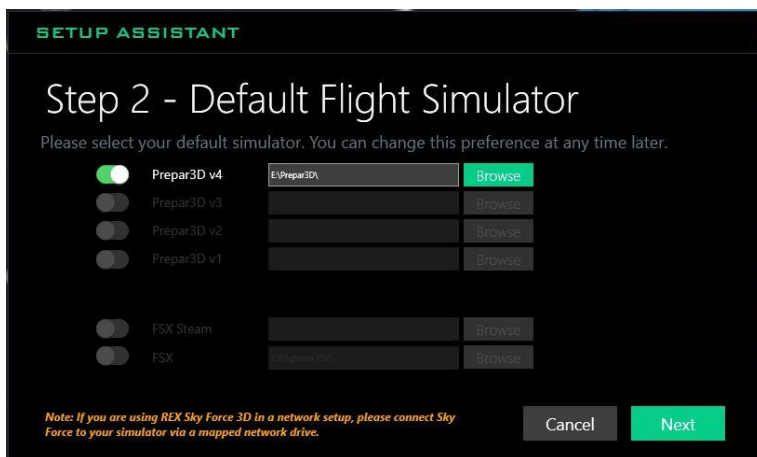 SETUP ASSISTANT
Step 2 - Default Flight Simulator
Please select your default simulator. You can change this preference at any time later.
Prepar3D v4 E:\Prepar3D\ Browse
Prepar3D v3 Browse
Prepar3D v2 Browse
Prepar3D v1 Browse
FSX Steam Browse
FSX Browse
Note: If you are using REX Sky Force 3D in a network setup, please connect Sky
Force to your simulator via a mapped network drive.
Cancel Next